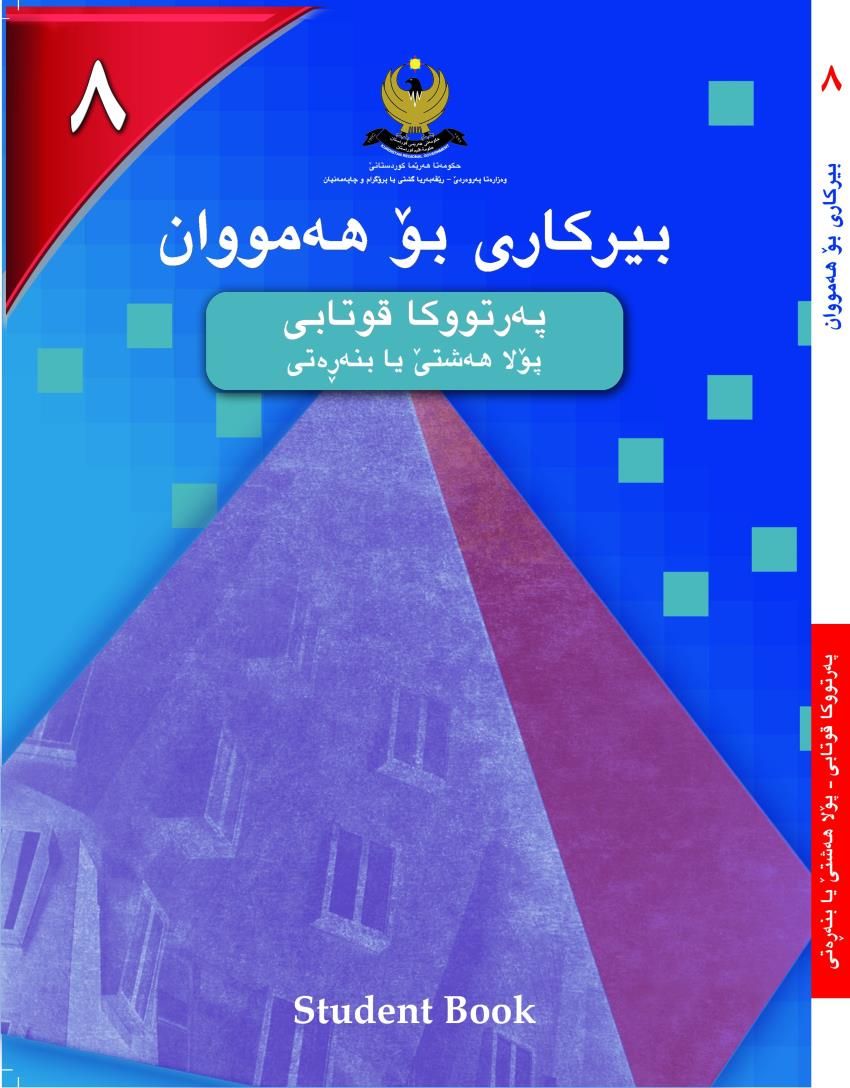 ٨
حکومەتا هەرێما کوردستانێ
وەزارەتا پەروەردێ – رێڤەبەریا گشتی یا پرۆگرام و چاپەمەنیان
بیرکاری بۆ هەمووان
پەرتووکا قوتابی
پۆلا هەشتێ یا بنەڕەتی
Student Book
٨
بیرکاری بۆ هەمووان
پەرتووکا قوتابی - پۆلا هەشتێ یا بنەڕەتی